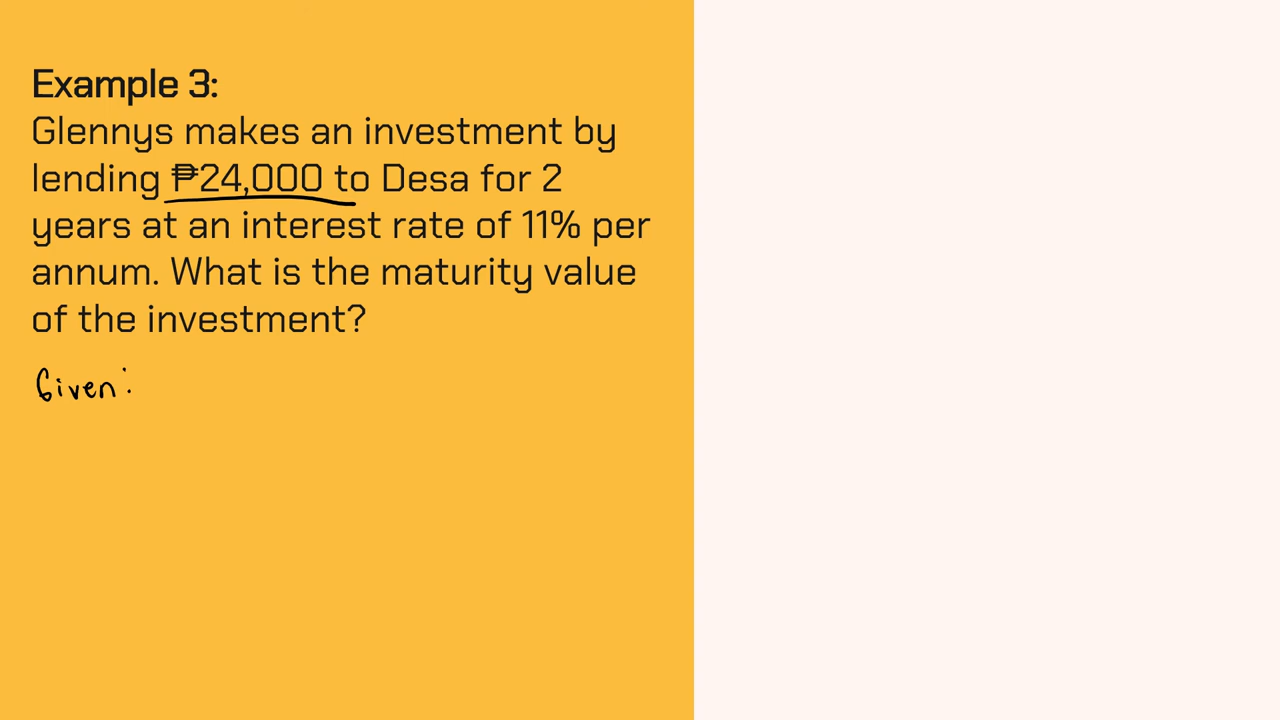 Example 3:
Glennys makes an investment by
lending ₱24,000 to Desa for 2
years at an interest rate of 11% per
annum. What is the maturity value
of the investment?
Given: